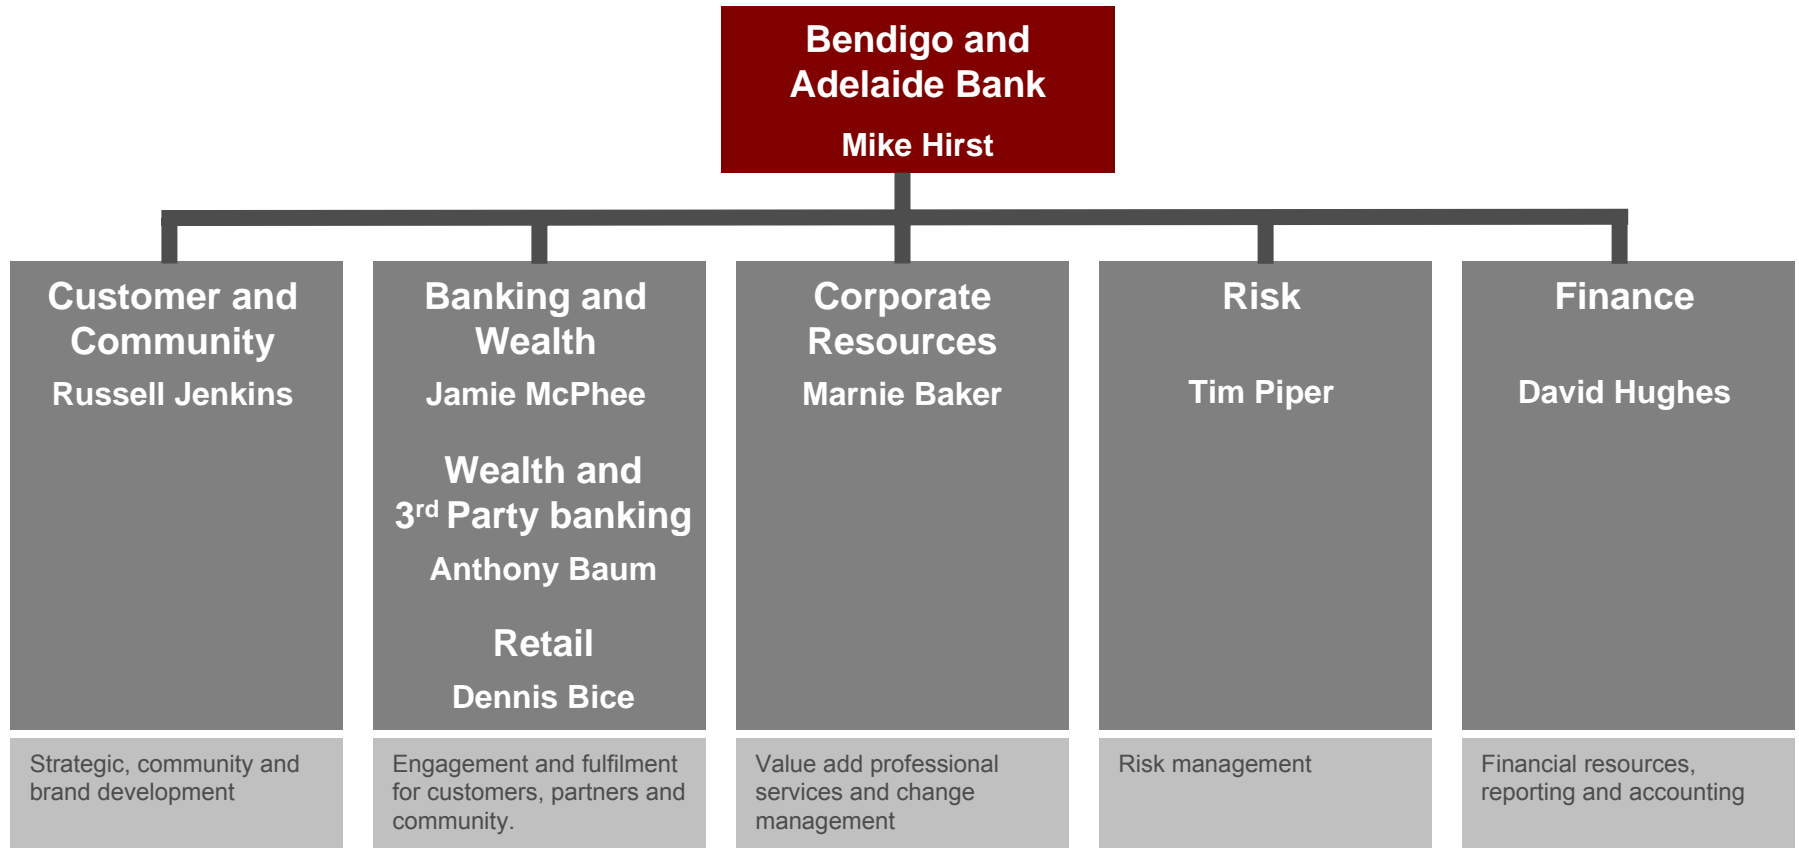 Bendigo and
Adelaide Bank
Mike Hirst
Customer and
Community
Russell Jenkins
Banking and
Wealth
Jamie McPhee
Wealth and
3rd Party banking
Anthony Baum
Retail
Dennis Bice
Corporate
Resources
Marnie Baker
Risk
Tim Piper
Finance
David Hughes
Strategic, community and
brand development
Engagement and fulfilment
for customers, partners and
community.
Value add professional
services and change
management
Risk management
Financial resources,
reporting and accounting